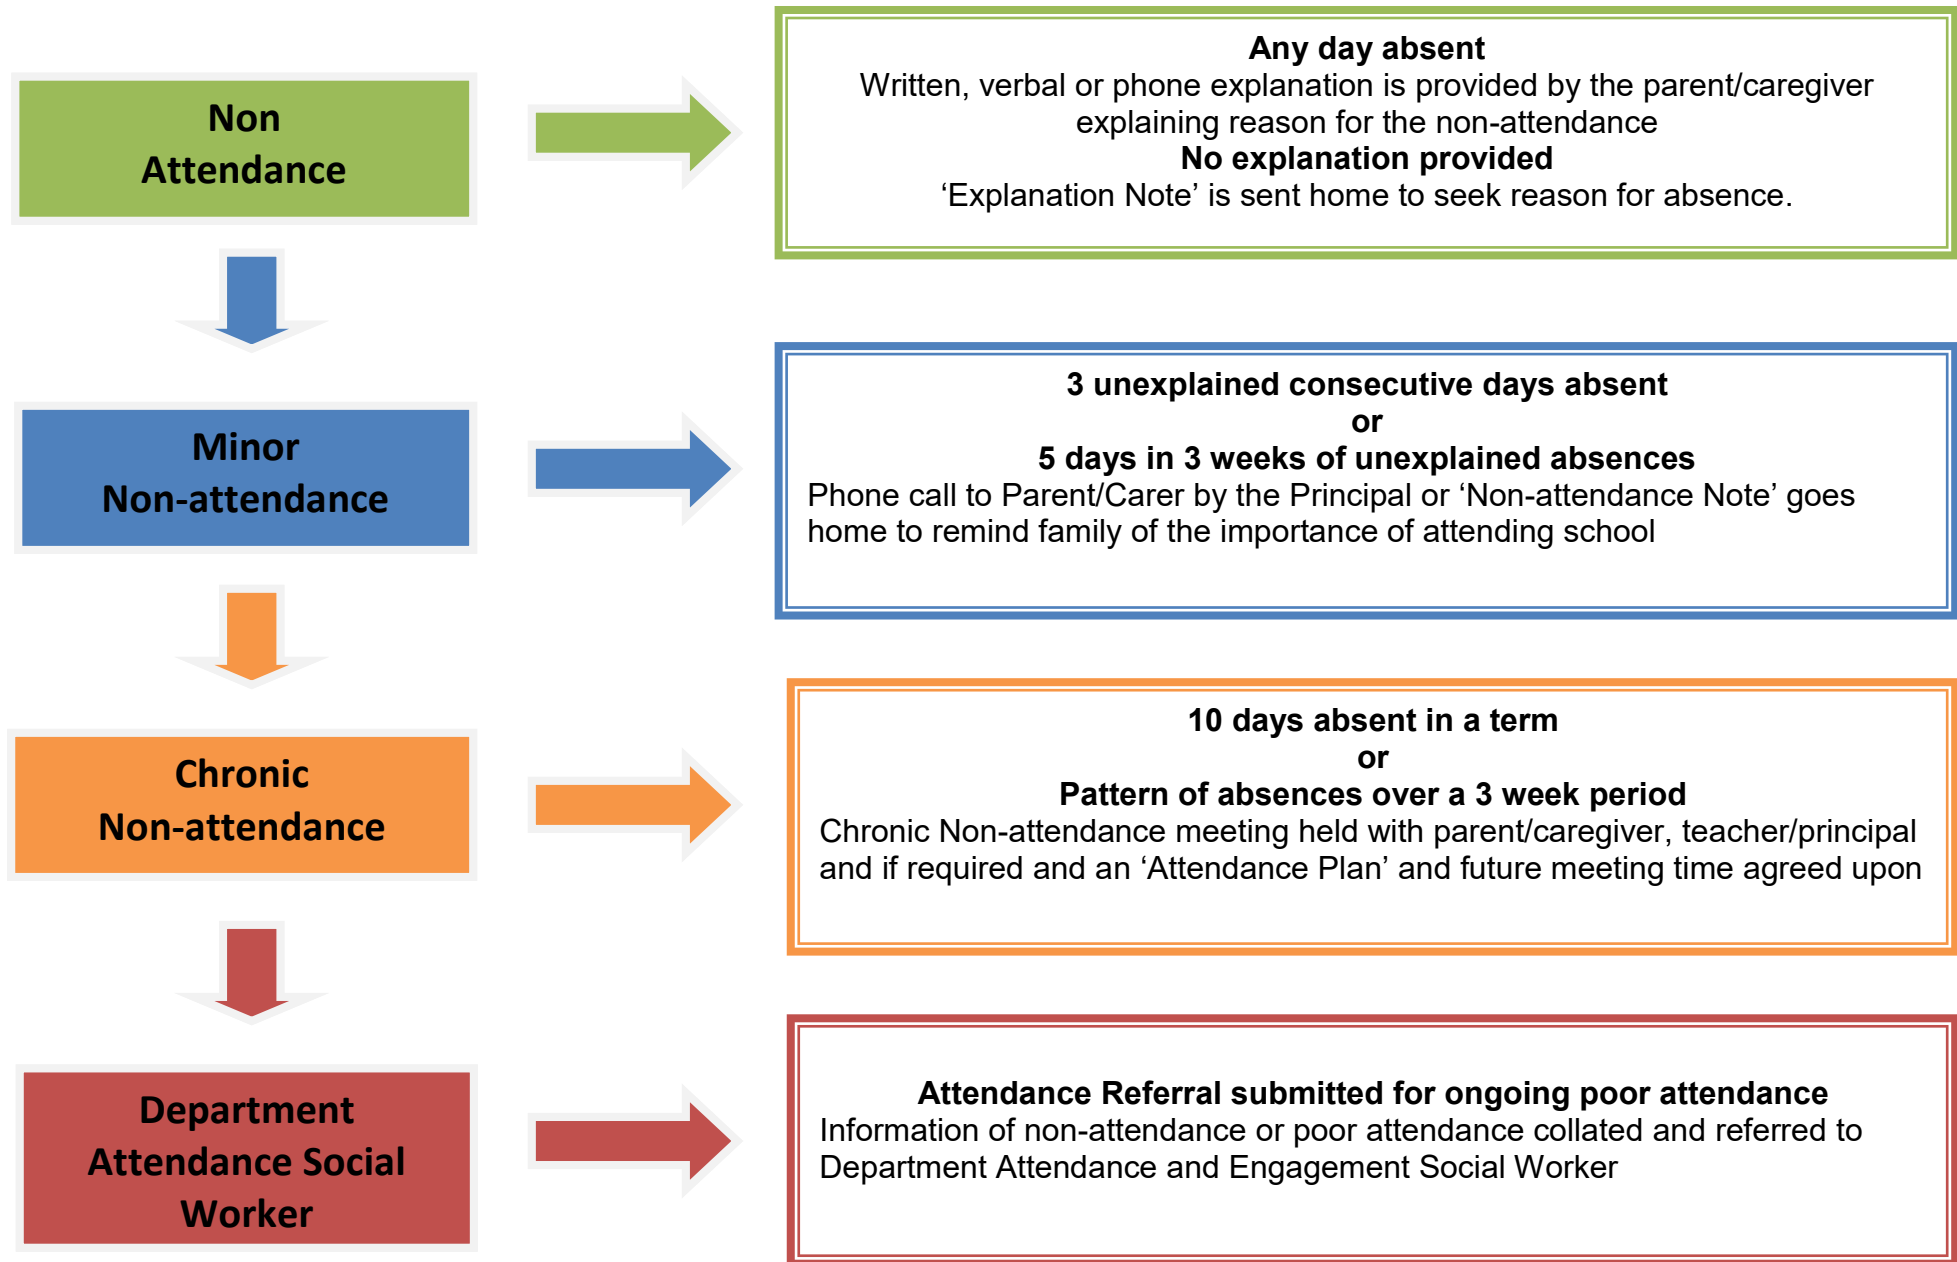 Non
Attendance
Any day absent
Written, verbal or phone explanation is provided by the parent/caregiver
explaining reason for the non-attendance
No explanation provided
‘Explanation Note’ is sent home to seek reason for absence.
Minor
Non-attendance
3 unexplained consecutive days absent
or
5 days in 3 weeks of unexplained absences
Phone call to Parent/Carer by the Principal or ‘Non-attendance Note’ goes
home to remind family of the importance of attending school
Chronic
Non-attendance
10 days absent in a term
or
Pattern of absences over a 3 week period
Chronic Non-attendance meeting held with parent/caregiver, teacher/principal
and if required and an ‘Attendance Plan’ and future meeting time agreed upon
Department
Attendance Social
Worker
Attendance Referral submitted for ongoing poor attendance
Information of non-attendance or poor attendance collated and referred to
Department Attendance and Engagement Social Worker